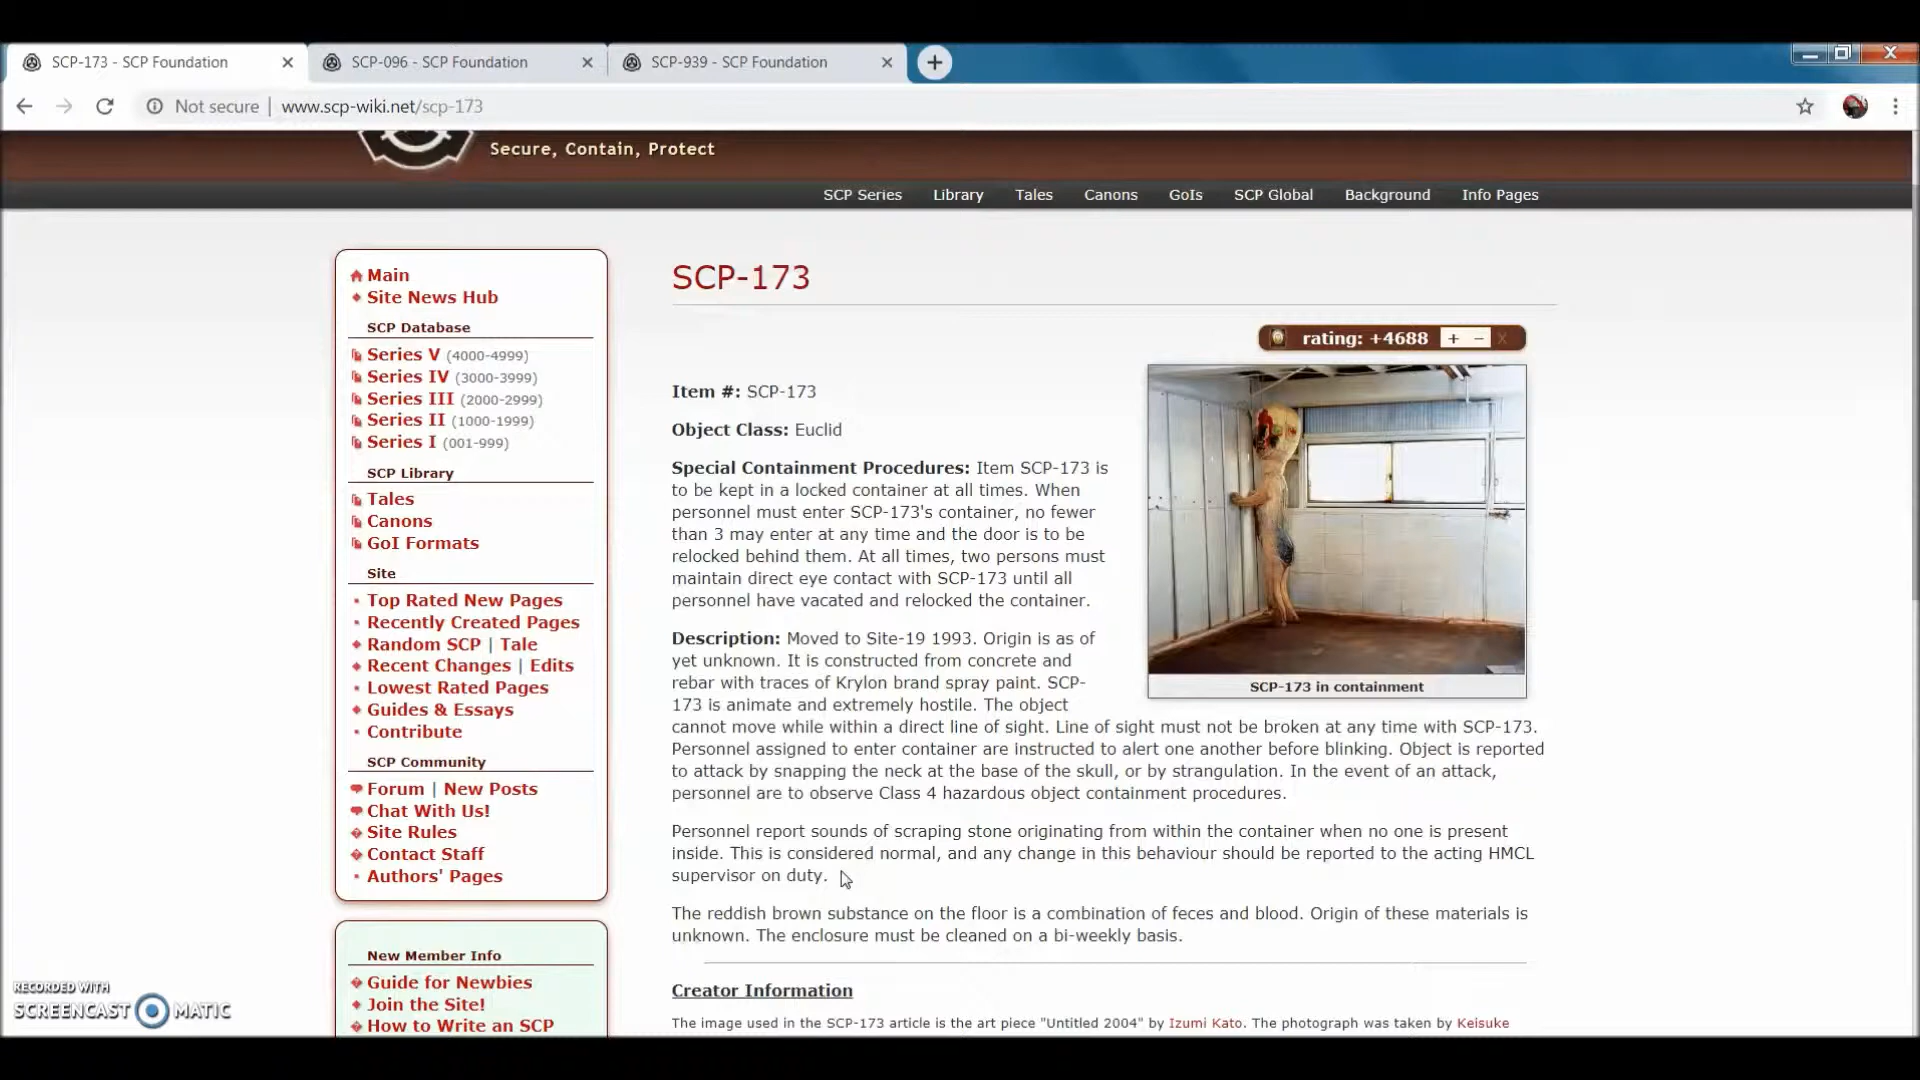 SCP-173 - SCP Foundation
SCP-096 - SCP Foundation
SCP-939 - SCP Foundation
Not secure | www.scp-wiki.net/scp-173
Secure, Contain, Protect
SCP Series Library Tales Canons GoIs SCP Global Background Info Pages
Main
Site News Hub
SCP Database
Series V (4000-4999)
Series IV (3000-3999)
Series III (2000-2999)
Series II (1000-1999)
Series I (001-999)
SCP Library
Tales
Canons
GoI Formats
Site
Top Rated New Pages
Recently Created Pages
Random SCP | Tale
Recent Changes | Edits
Lowest Rated Pages
Guides & Essays
Contribute
SCP Community
Forum | New Posts
Chat With Us!
Site Rules
Contact Staff
Authors' Pages
New Member Info
Guide for Newbies
Join the Site!
How to Write an SCP
SCP-173
rating: +4688 + − X
Item #: SCP-173
Object Class: Euclid
Special Containment Procedures: Item SCP-173 is
to be kept in a locked container at all times. When
personnel must enter SCP-173's container, no fewer
than 3 may enter at any time and the door is to be
relocked behind them. At all times, two persons must
maintain direct eye contact with SCP-173 until all
personnel have vacated and relocked the container.
SCP-173 in containment
Description: Moved to Site-19 1993. Origin is as of
yet unknown. It is constructed from concrete and
rebar with traces of Krylon brand spray paint. SCP-
173 is animate and extremely hostile. The object
cannot move while within a direct line of sight. Line of sight must not be broken at any time with SCP-173.
Personnel assigned to enter container are instructed to alert one another before blinking. Object is reported
to attack by snapping the neck at the base of the skull, or by strangulation. In the event of an attack,
personnel are to observe Class 4 hazardous object containment procedures.
Personnel report sounds of scraping stone originating from within the container when no one is present
inside. This is considered normal, and any change in this behaviour should be reported to the acting HMCL
supervisor on duty.
The reddish brown substance on the floor is a combination of feces and blood. Origin of these materials is
unknown. The enclosure must be cleaned on a bi-weekly basis.
Creator Information
The image used in the SCP-173 article is the art piece "Untitled 2004" by Izumi Kato. The photograph was taken by Keisuke
RECORDED WITH
SCREENCAST MATIC